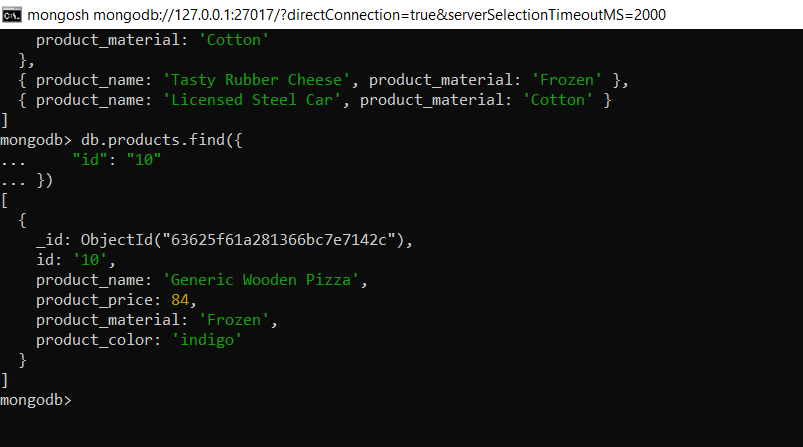 mongosh mongodb://127.0.0.1:27017/?directConnection=true&serverSelectionTimeoutMS=2000
    product_material: 'Cotton'
  },
  { product_name: 'Tasty Rubber Cheese', product_material: 'Frozen' },
  { product_name: 'Licensed Steel Car', product_material: 'Cotton' }
]
mongodb> db.products.find({
...     "id": "10"
... })
[
  {
    _id: ObjectId("63625f61a281366bc7e7142c"),
    id: '10',
    product_name: 'Generic Wooden Pizza',
    product_price: 84,
    product_material: 'Frozen',
    product_color: 'indigo'
  }
]
mongodb>